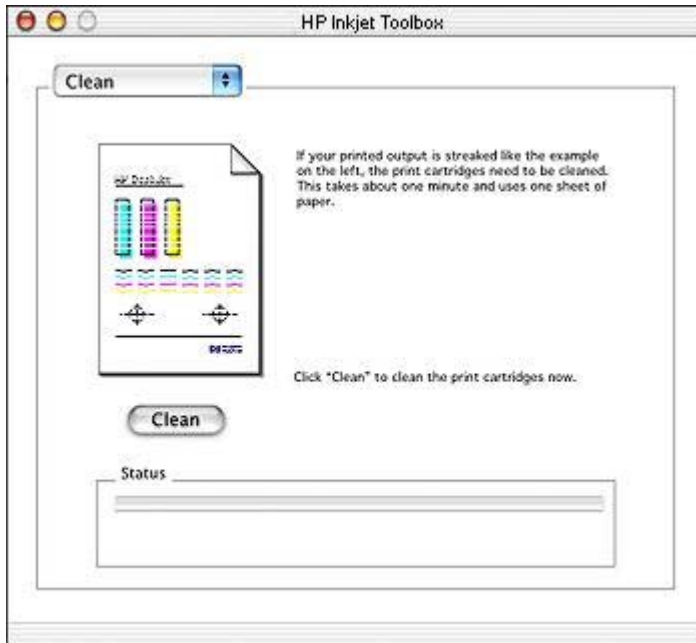 HP Inkjet Toolbox
Clean
If your printed output is streaked like the example
on the left, the print cartridges need to be cleaned.
This takes about one minute and uses one sheet of
paper.
HP DeskJet
Click "Clean" to clean the print cartridges now.
Clean
Status